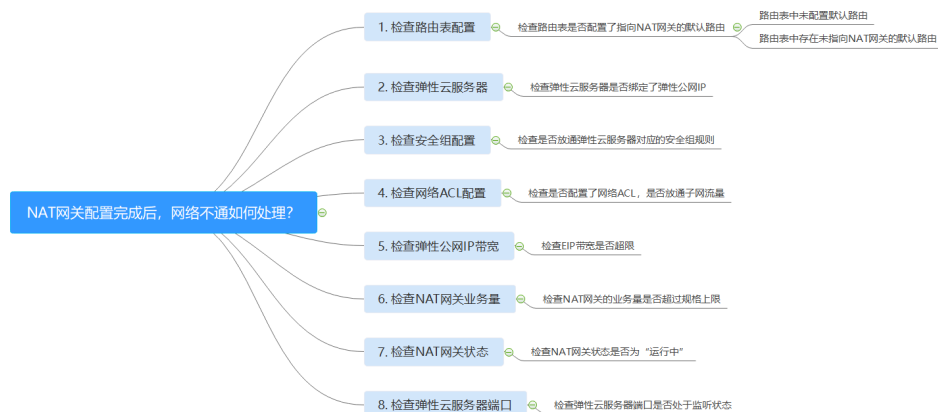 NAT网关配置完成后，网络不通如何处理？
1. 检查路由表配置
检查路由表是否配置了指向NAT网关的默认路由
路由表中未配置默认路由
路由表中存在未指向NAT网关的默认路由
2. 检查弹性云服务器
检查弹性云服务器是否绑定了弹性公网IP
3. 检查安全组配置
检查是否放通弹性云服务器对应的安全组规则
4. 检查网络ACL配置
检查是否配置了网络ACL，是否放通子网流量
5. 检查弹性公网IP带宽
检查EIP带宽是否超限
6. 检查NAT网关业务量
检查NAT网关的业务量是否超过规格上限
7. 检查NAT网关状态
检查NAT网关状态是否为“运行中”
8. 检查弹性云服务器端口
检查弹性云服务器端口是否处于监听状态